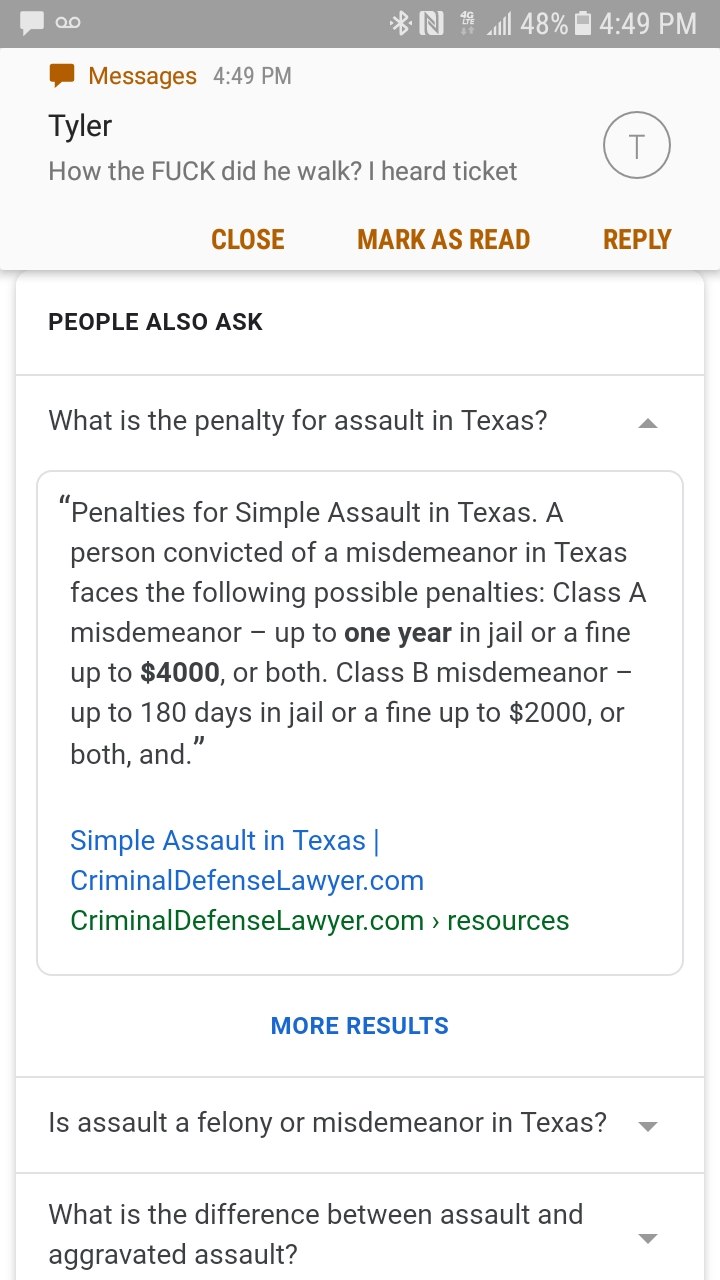 4G LTE 48% 4:49 PM
Messages 4:49 PM
Tyler
T
How the FUCK did he walk? I heard ticket
CLOSE MARK AS READ REPLY
PEOPLE ALSO ASK
What is the penalty for assault in Texas?
“Penalties for Simple Assault in Texas. A
person convicted of a misdemeanor in Texas
faces the following possible penalties: Class A
misdemeanor – up to one year in jail or a fine
up to $4000, or both. Class B misdemeanor –
up to 180 days in jail or a fine up to $2000, or
both, and.”
Simple Assault in Texas |
CriminalDefenseLawyer.com
CriminalDefenseLawyer.com › resources
MORE RESULTS
Is assault a felony or misdemeanor in Texas?
What is the difference between assault and
aggravated assault?